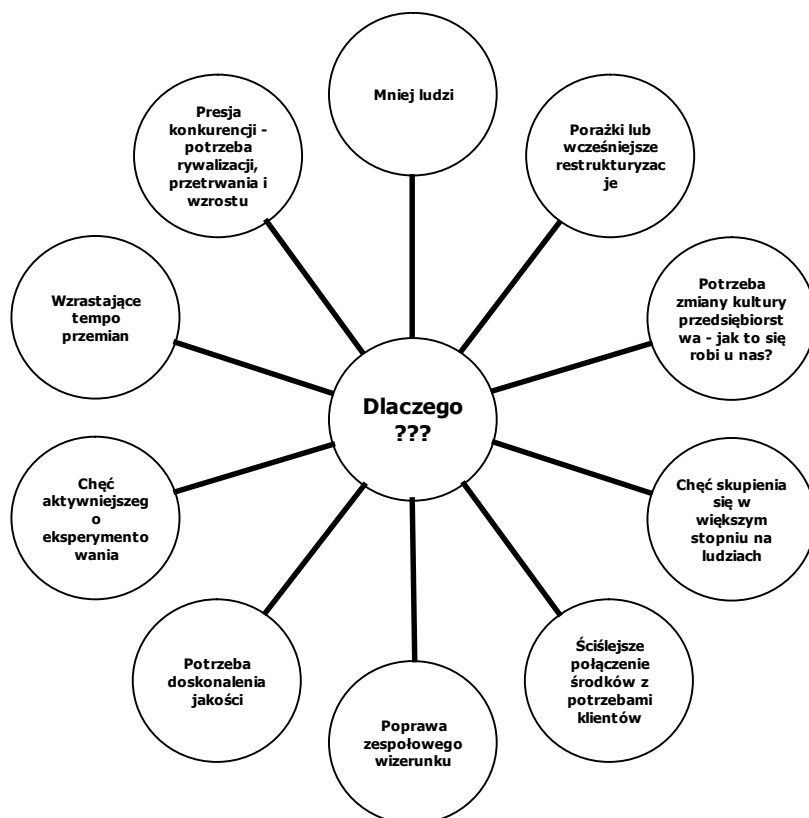 Mniej ludzi
Presja
konkurencji -
potrzeba
rywalizacji,
przetrwania i
wzrostu
Porażki lub
wcześniejsze
restrukturyzac
je
Wzrastające
tempo
przemian
Potrzeba
zmiany kultury
przedsiębiorst
wa - jak to się
robi u nas?
Dlaczego
???
Chęć
aktywniejszeg
o
eksperymento
wania
Chęć skupienia
się w
większym
stopniu na
ludziach
Potrzeba
doskonalenia
jakości
Ściślejsze
połączenie
środków z
potrzebami
klientów
Poprawa
zespołowego
wizerunku